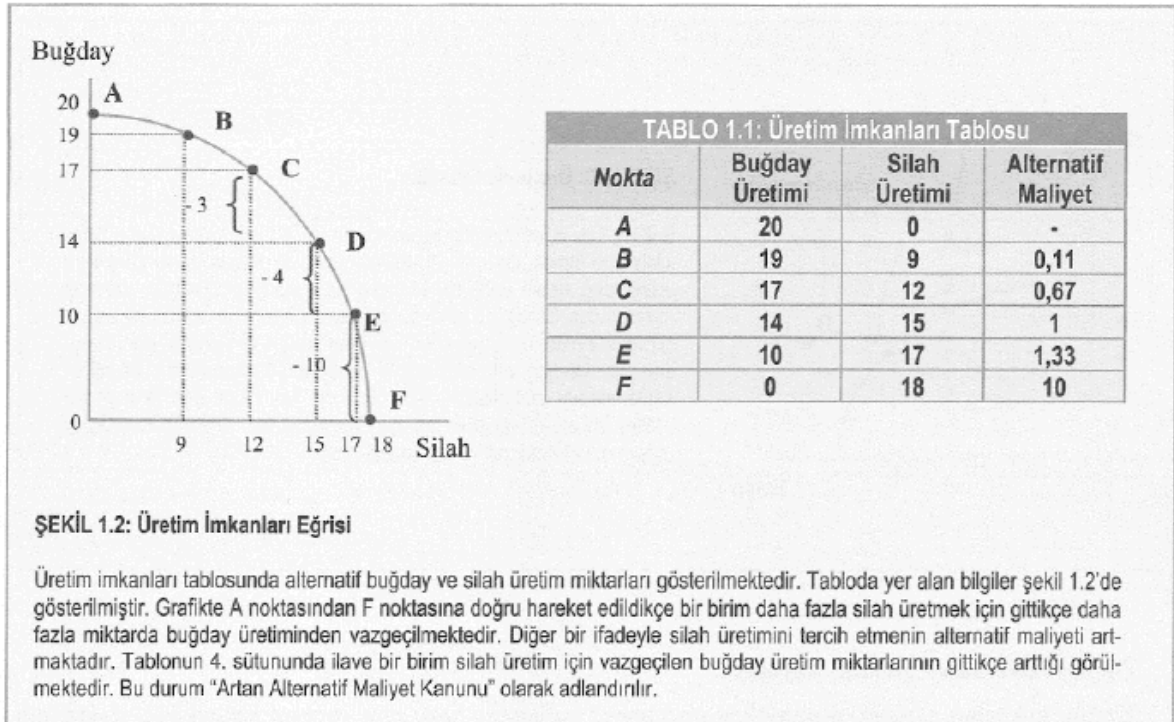 Buğday
20
A
19
B
17
C
- 3
14
D
- 4
10
E
- 10
F
0
9 12 15 17 18 Silah
TABLO 1.1: Üretim İmkanları Tablosu
Nokta Buğday Üretimi Silah Üretimi Alternatif Maliyet
A 20 0 -
B 19 9 0,11
C 17 12 0,67
D 14 15 1
E 10 17 1,33
F 0 18 10
ŞEKİL 1.2: Üretim İmkanları Eğrisi
Üretim imkanları tablosunda alternatif buğday ve silah üretim miktarları gösterilmektedir. Tabloda yer alan bilgiler şekil 1.2'de
gösterilmiştir. Grafikte A noktasından F noktasına doğru hareket edildikçe bir birim daha fazla silah üretmek için gittikçe daha
fazla miktarda buğday üretiminden vazgeçilmektedir. Diğer bir ifadeyle silah üretimini tercih etmenin alternatif maliyeti art-
maktadır. Tablonun 4. sütununda ilave bir birim silah üretim için vazgeçilen buğday üretim miktarlarının gittikçe arttığı görül-
mektedir. Bu durum “Artan Alternatif Maliyet Kanunu” olarak adlandırılır.